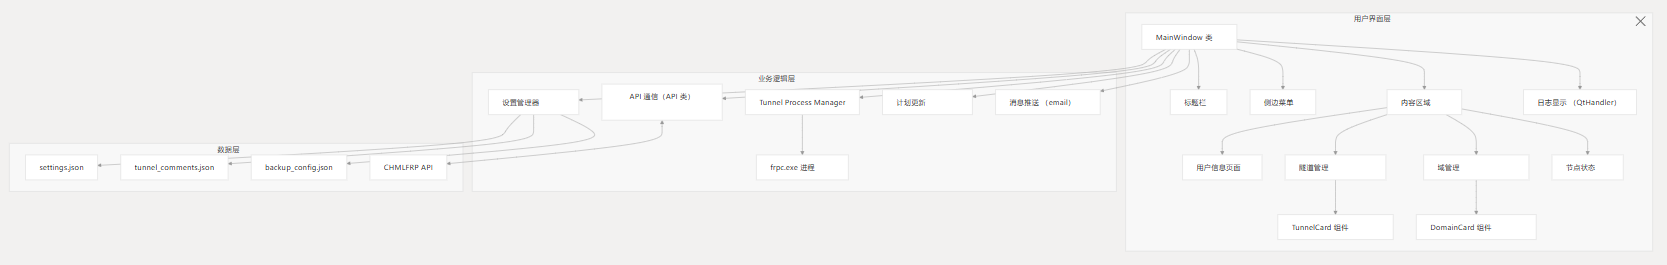 用户界面层
MainWindow 类
业务逻辑层
设置管理器
API 通信（API 类）
Tunnel Process Manager
计划更新
消息推送 （email）
标题栏
侧边菜单
内容区域
日志显示 （QtHandler）
数据层
settings.json
tunnel_comments.json
backup_config.json
CHMLFRP API
frpc.exe 进程
用户信息页面
隧道管理
域管理
节点状态
TunnelCard 组件
DomainCard 组件